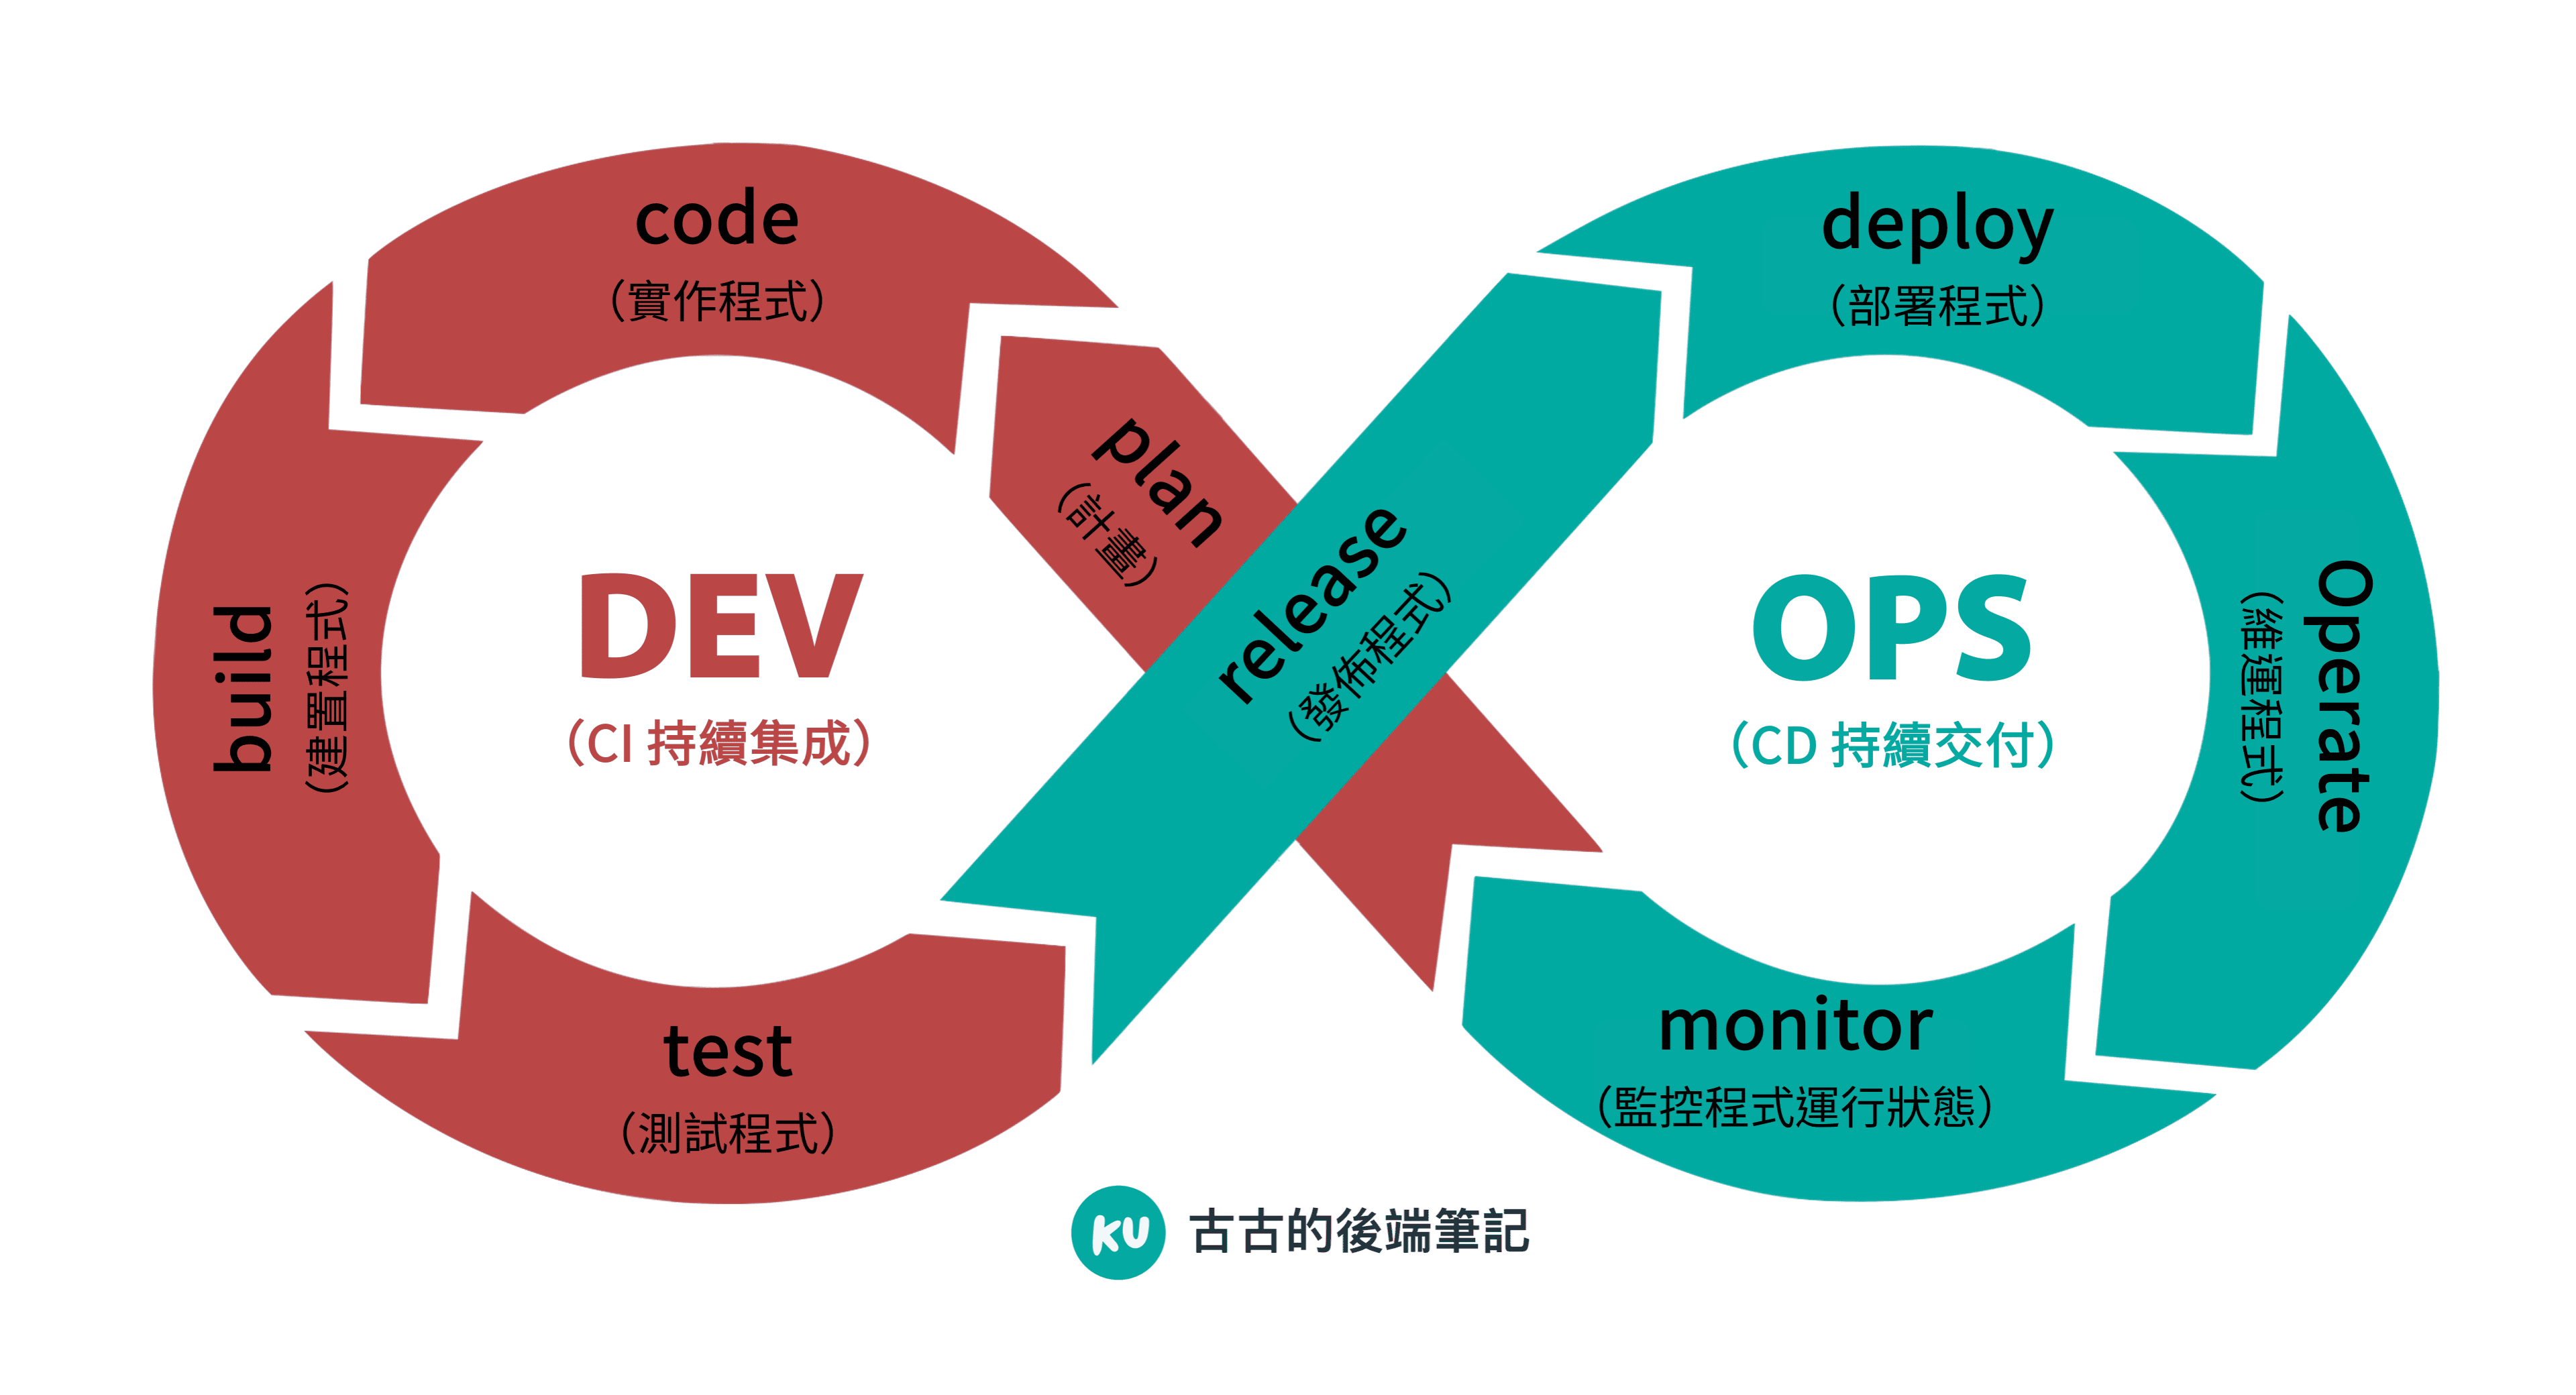 code
（實作程式）
deploy
（部署程式）
plan
（計畫）
release
（發佈程式）
build
（建置程式）
DEV
（CI 持續集成）
OPS
（CD 持續交付）
Operate
（維運程式）
test
（測試程式）
monitor
（監控程式運行狀態）
KU 古古的後端筆記